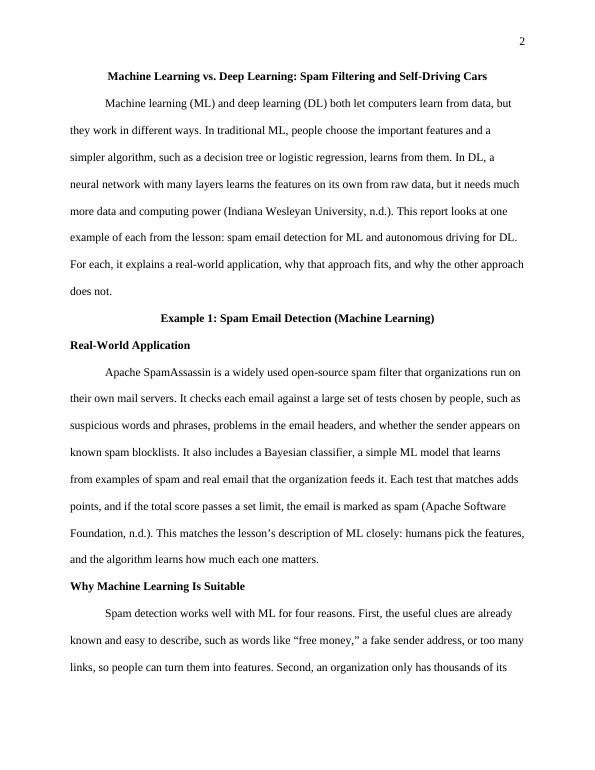 2
Machine Learning vs. Deep Learning: Spam Filtering and Self-Driving Cars
Machine learning (ML) and deep learning (DL) both let computers learn from data, but
they work in different ways. In traditional ML, people choose the important features and a
simpler algorithm, such as a decision tree or logistic regression, learns from them. In DL, a
neural network with many layers learns the features on its own from raw data, but it needs much
more data and computing power (Indiana Wesleyan University, n.d.). This report looks at one
example of each from the lesson: spam email detection for ML and autonomous driving for DL.
For each, it explains a real-world application, why that approach fits, and why the other approach
does not.
Example 1: Spam Email Detection (Machine Learning)
Real-World Application
Apache SpamAssassin is a widely used open-source spam filter that organizations run on
their own mail servers. It checks each email against a large set of tests chosen by people, such as
suspicious words and phrases, problems in the email headers, and whether the sender appears on
known spam blocklists. It also includes a Bayesian classifier, a simple ML model that learns
from examples of spam and real email that the organization feeds it. Each test that matches adds
points, and if the total score passes a set limit, the email is marked as spam (Apache Software
Foundation, n.d.). This matches the lesson’s description of ML closely: humans pick the features,
and the algorithm learns how much each one matters.
Why Machine Learning Is Suitable
Spam detection works well with ML for four reasons. First, the useful clues are already
known and easy to describe, such as words like “free money,” a fake sender address, or too many
links, so people can turn them into features. Second, an organization only has thousands of its